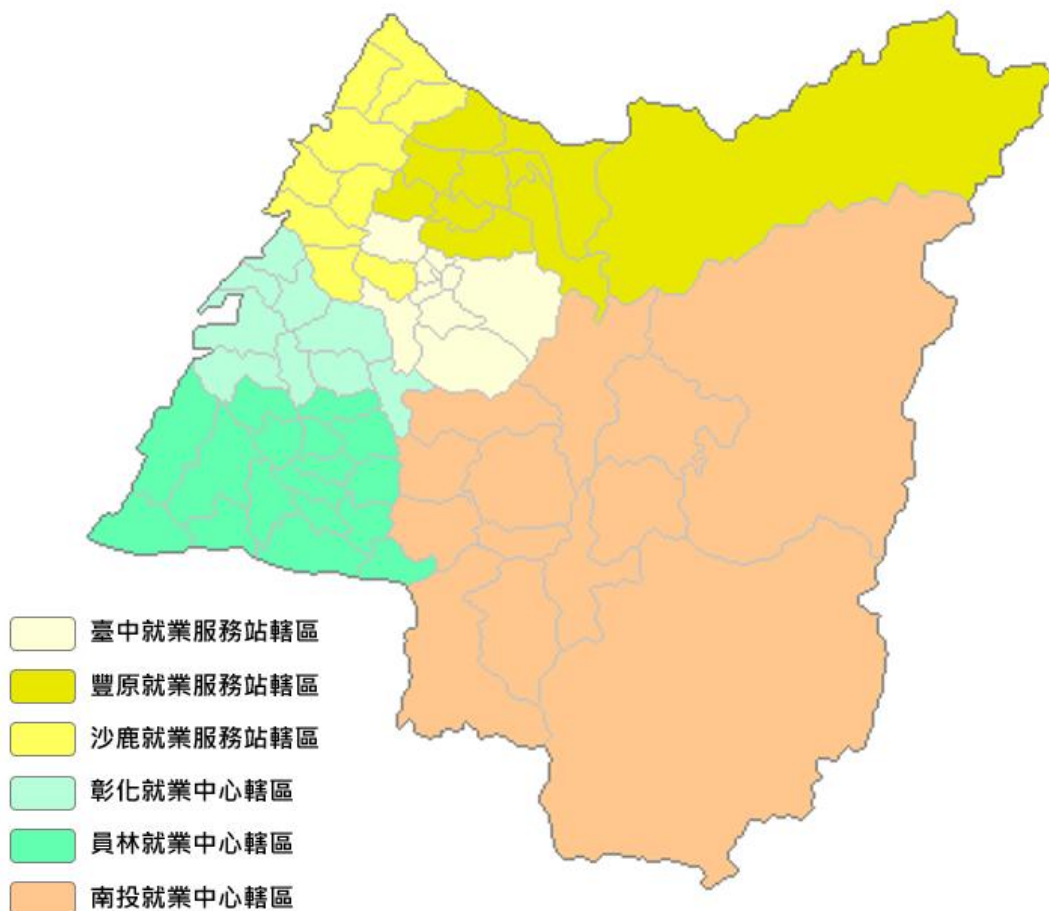 臺中就業服務站轄區
豐原就業服務站轄區
沙鹿就業服務站轄區
彰化就業中心轄區
員林就業中心轄區
南投就業中心轄區